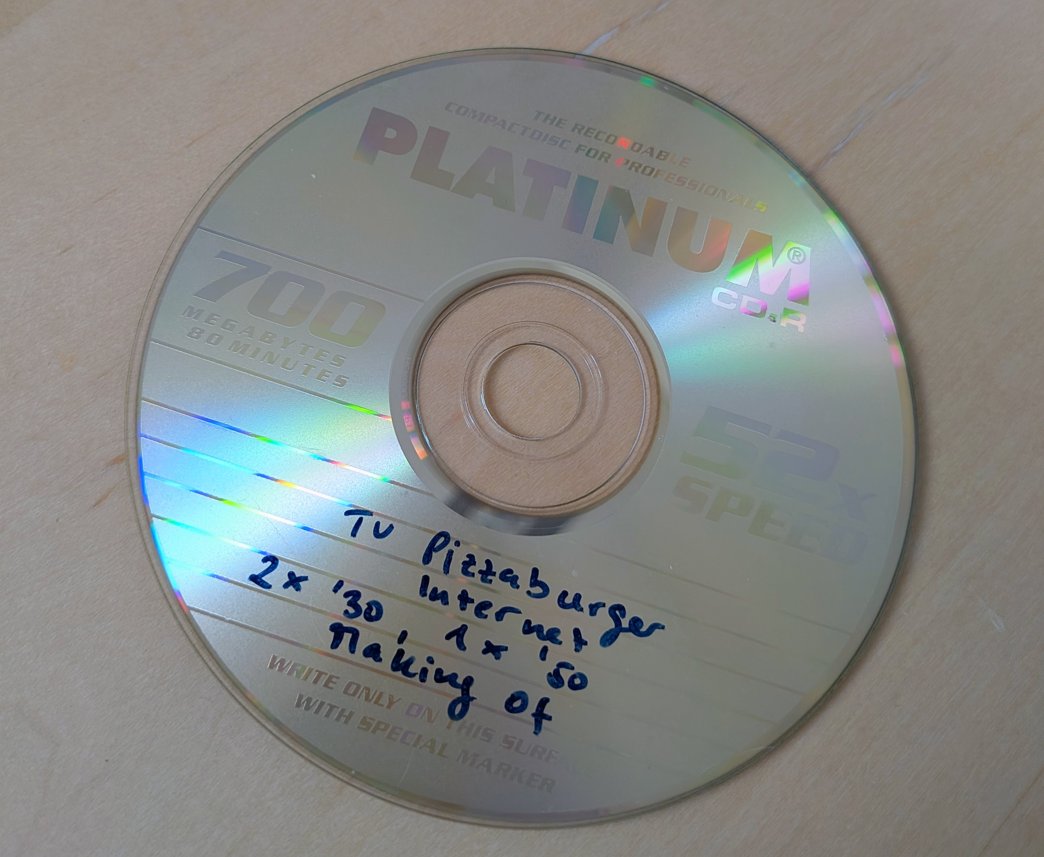 THE RECORDABLE
COMPACTDISC FOR PROFESSIONALS
PLATINUM®
CD-R
700
MEGABYTES
80 MINUTES
52x
SPEED
TV Pizzaburger
Internet
2x '30, 1x '50
Making Of
WRITE ONLY ON THIS SURF
WITH SPECIAL MARKER